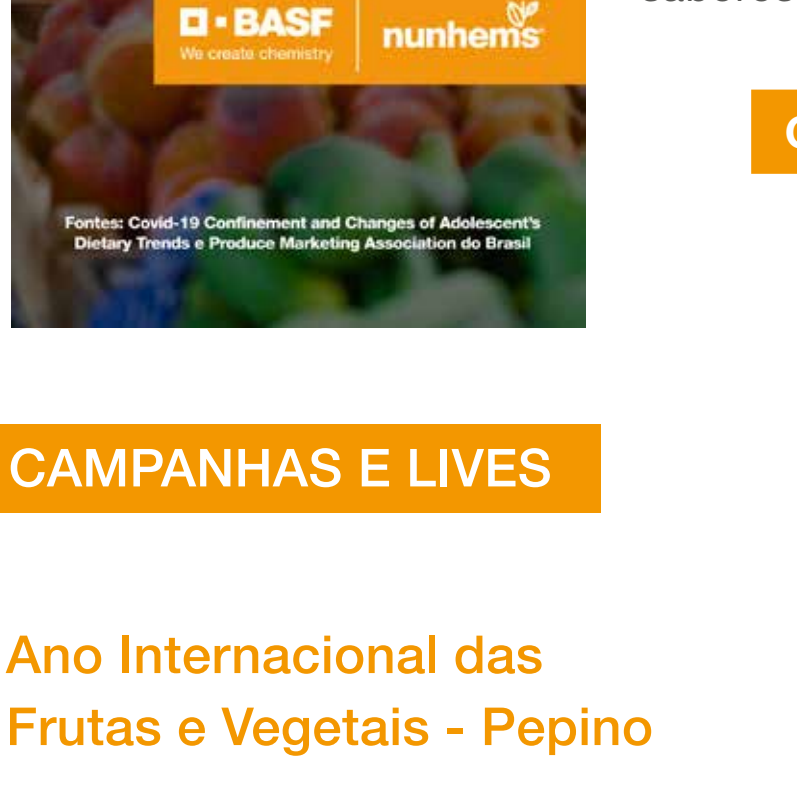 BASF
We create chemistry
nunhems
Fontes: Covid-19 Confinement and Changes of Adolescent's
Dietary Trends e Produce Marketing Association do Brasil
CAMPANHAS E LIVES
Ano Internacional das
Frutas e Vegetais - Pepino